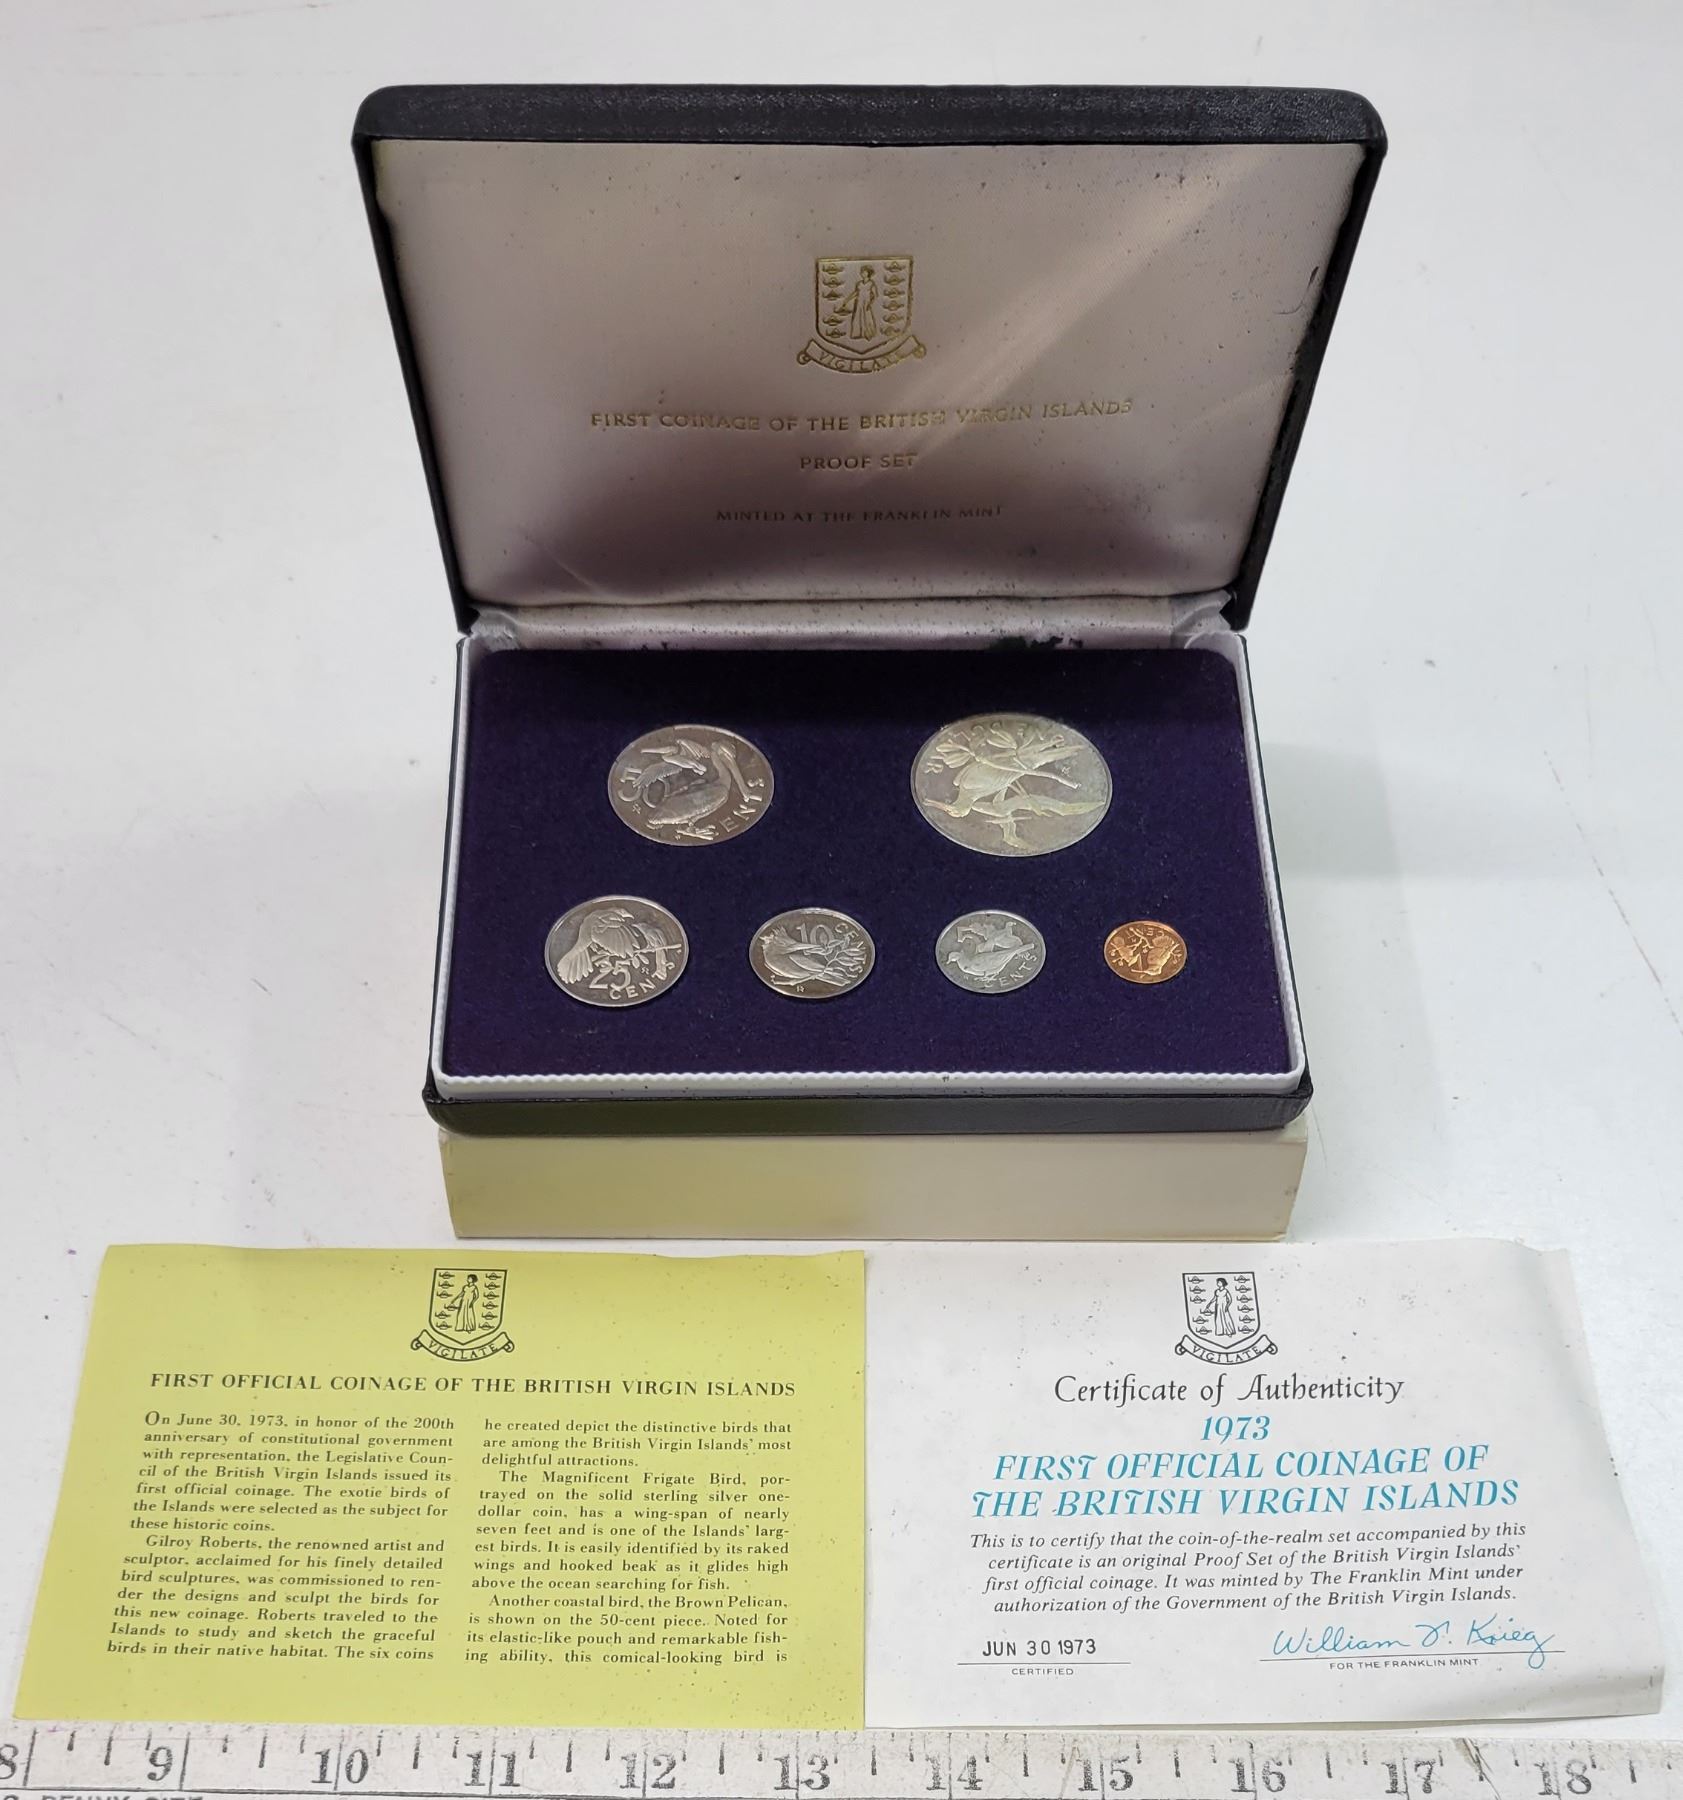 VIGILATE
FIRST COINAGE OF THE BRITISH VIRGIN ISLANDS
PROOF SET
MINTED AT THE FRANKLIN MINT
50 CENTS
ONE DOLLAR
25 CENTS
10 CENTS
5 CENTS
CENT
VIGILATE
FIRST OFFICIAL COINAGE OF THE BRITISH VIRGIN ISLANDS
On June 30, 1973, in honor of the 200th
anniversary of constitutional government
with representation, the Legislative Coun-
cil of the British Virgin Islands issued its
first official coinage. The exotic birds of
the Islands were selected as the subject for
these historic coins.
Gilroy Roberts, the renowned artist and
sculptor, acclaimed for his finely detailed
bird sculptures, was commissioned to ren-
der the designs and sculpt the birds for
this new coinage. Roberts traveled to the
Islands to study and sketch the graceful
birds in their native habitat. The six coins
he created depict the distinctive birds that
are among the British Virgin Islands' most
delightful attractions.
The Magnificent Frigate Bird, por-
trayed on the solid sterling silver one-
dollar coin, has a wing-span of nearly
seven feet and is one of the Islands' larg-
est birds. It is easily identified by its raked
wings and hooked beak as it glides high
above the ocean searching for fish.
Another coastal bird, the Brown Pelican,
is shown on the 50-cent piece. Noted for
its elastic-like pouch and remarkable fish-
ing ability, this comical-looking bird is
VIGILATE
Certificate of Authenticity
1973
FIRST OFFICIAL COINAGE OF
THE BRITISH VIRGIN ISLANDS
This is to certify that the coin-of-the-realm set accompanied by this
certificate is an original Proof Set of the British Virgin Islands'
first official coinage. It was minted by The Franklin Mint under
authorization of the Government of the British Virgin Islands.
JUN 30 1973
CERTIFIED
William T. Krieg
FOR THE FRANKLIN MINT
8 9 10 11 12 13 14 15 16 17 18